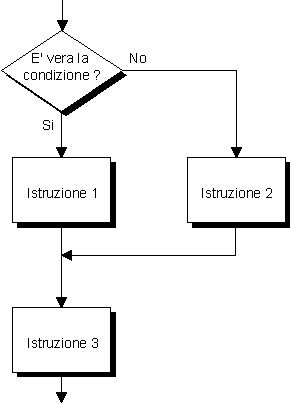 E' vera la
condizione ?
No
Si
Istruzione 1
Istruzione 2
Istruzione 3